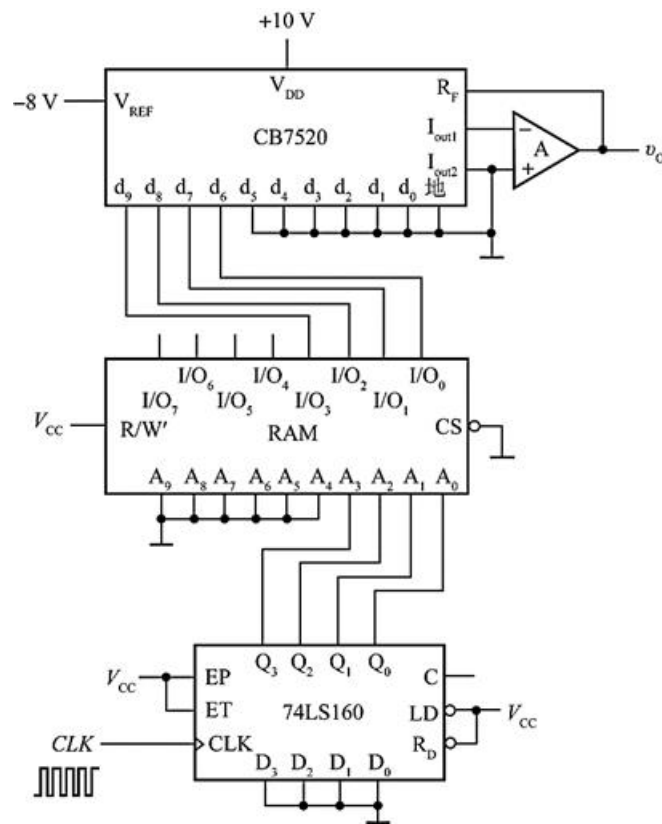 +10 V
−8 V
V_REF
V_DD
R_F
CB7520
I_out1
I_out2
−
+
A
v_O
d₉ d₈ d₇ d₆ d₅ d₄ d₃ d₂ d₁ d₀ 地
I/O₆ I/O₄ I/O₂ I/O₀
I/O₇ I/O₅ I/O₃ I/O₁
V_CC
R/W′ RAM CS
A₉ A₈ A₇ A₆ A₅ A₄ A₃ A₂ A₁ A₀
Q₃ Q₂ Q₁ Q₀
V_CC
EP
C
ET
74LS160
LD
V_CC
CLK
CLK
R_D
D₃ D₂ D₁ D₀